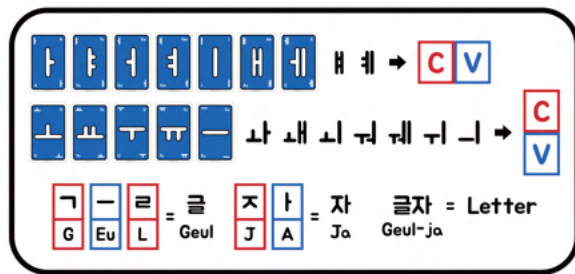 ㅏ ㅑ ㅓ ㅕ ㅣ ㅐ ㅔ ㅒ ㅖ → C V
ㅗ ㅛ ㅜ ㅠ ㅡ ㅘ ㅙ ㅚ ㅝ ㅞ ㅟ ㅢ → C V
ㄱ ㅡ ㄹ = 글 ㅈ ㅏ = 자 글자 = Letter
G Eu L Geul J A Ja Geul-ja